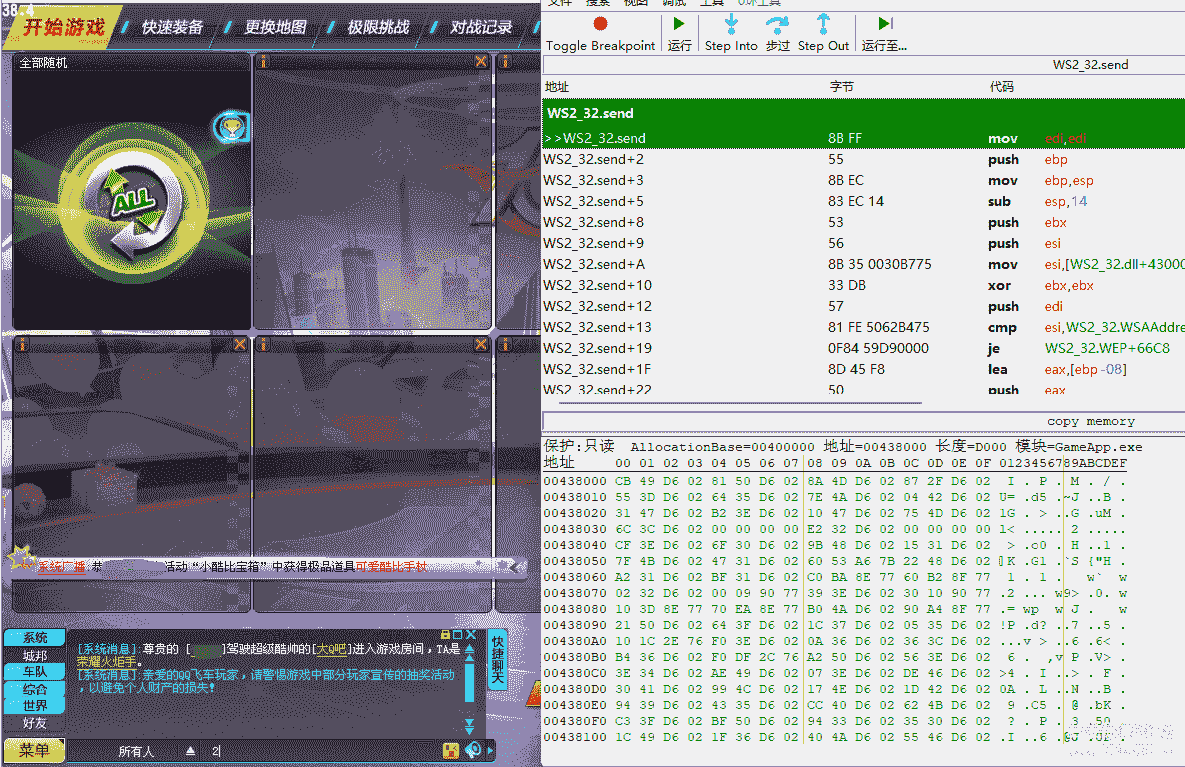 38.4
开始游戏 快速装备 更换地图 极限挑战 对战记录
全部随机
ALL
系统广播
活动“小酷比宝箱”中获得极品道具可爱酷比手杖
系统
城邦
车队
综合
世界
好友
[系统消息]:尊贵的 [
]驾驶超级酷帅的[大Q吧]进入游戏房间，TA是
荣耀火炬手。
[系统消息]:亲爱的QQ飞车玩家，请警惕游戏中部分玩家宣传的抽奖活动
，以避免个人财产的损失！
快捷聊天
菜单 所有人 2
文件 搜索 视图 调试 工具
Toggle Breakpoint 运行 Step Into 步过 Step Out 运行至...
WS2_32.send
地址 字节 代码
WS2_32.send
>>WS2_32.send 8B FF mov edi,edi
WS2_32.send+2 55 push ebp
WS2_32.send+3 8B EC mov ebp,esp
WS2_32.send+5 83 EC 14 sub esp,14
WS2_32.send+8 53 push ebx
WS2_32.send+9 56 push esi
WS2_32.send+A 8B 35 0030B775 mov esi,[WS2_32.dll+43000
WS2_32.send+10 33 DB xor ebx,ebx
WS2_32.send+12 57 push edi
WS2_32.send+13 81 FE 5062B475 cmp esi,WS2_32.WSAAddre
WS2_32.send+19 0F84 59D90000 je WS2_32.WEP+66C8
WS2_32.send+1F 8D 45 F8 lea eax,[ebp-08]
WS2_32.send+22 50 push eax
copy memory
保护:只读 AllocationBase=00400000 地址=00438000 长度=D000 模块=GameApp.exe
地址 00 01 02 03 04 05 06 07 08 09 0A 0B 0C 0D 0E 0F 0123456789ABCDEF
00438000 CB 49 D6 02 81 50 D6 02 8A 4D D6 02 87 2F D6 02
00438010 55 3D D6 02 64 35 D6 02 7E 4A D6 02 04 42 D6 02
00438020 31 47 D6 02 B2 3E D6 02 10 47 D6 02 75 4D D6 02
00438030 6C 3C D6 02 00 00 00 00 E2 32 D6 02 00 00 00 00
00438040 CF 3E D6 02 6F 30 D6 02 9B 48 D6 02 15 31 D6 02
00438050 7F 4B D6 02 47 31 D6 02 60 53 A6 7B 22 48 D6 02
00438060 A2 31 D6 02 BF 31 D6 02 C0 BA 8E 77 60 B2 8F 77
00438070 02 32 D6 02 00 09 90 77 39 3E D6 02 30 10 90 77
00438080 10 3D 8E 77 70 EA 8E 77 B0 4A D6 02 90 A4 8F 77
00438090 21 50 D6 02 64 3F D6 02 1C 37 D6 02 05 35 D6 02
004380A0 10 1C 2E 76 F0 3E D6 02 0A 36 D6 02 36 3C D6 02
004380B0 B4 36 D6 02 F0 DF 2C 76 A2 50 D6 02 56 3E D6 02
004380C0 3E 34 D6 02 AE 49 D6 02 07 3E D6 02 DE 46 D6 02
004380D0 30 41 D6 02 99 4C D6 02 17 4E D6 02 1D 42 D6 02
004380E0 94 39 D6 02 43 35 D6 02 CC 40 D6 02 62 4B D6 02
004380F0 C3 3F D6 02 BF 50 D6 02 94 33 D6 02 
00438100 1C 49 D6 02 1F 36 D6 02 40 4A D6 02